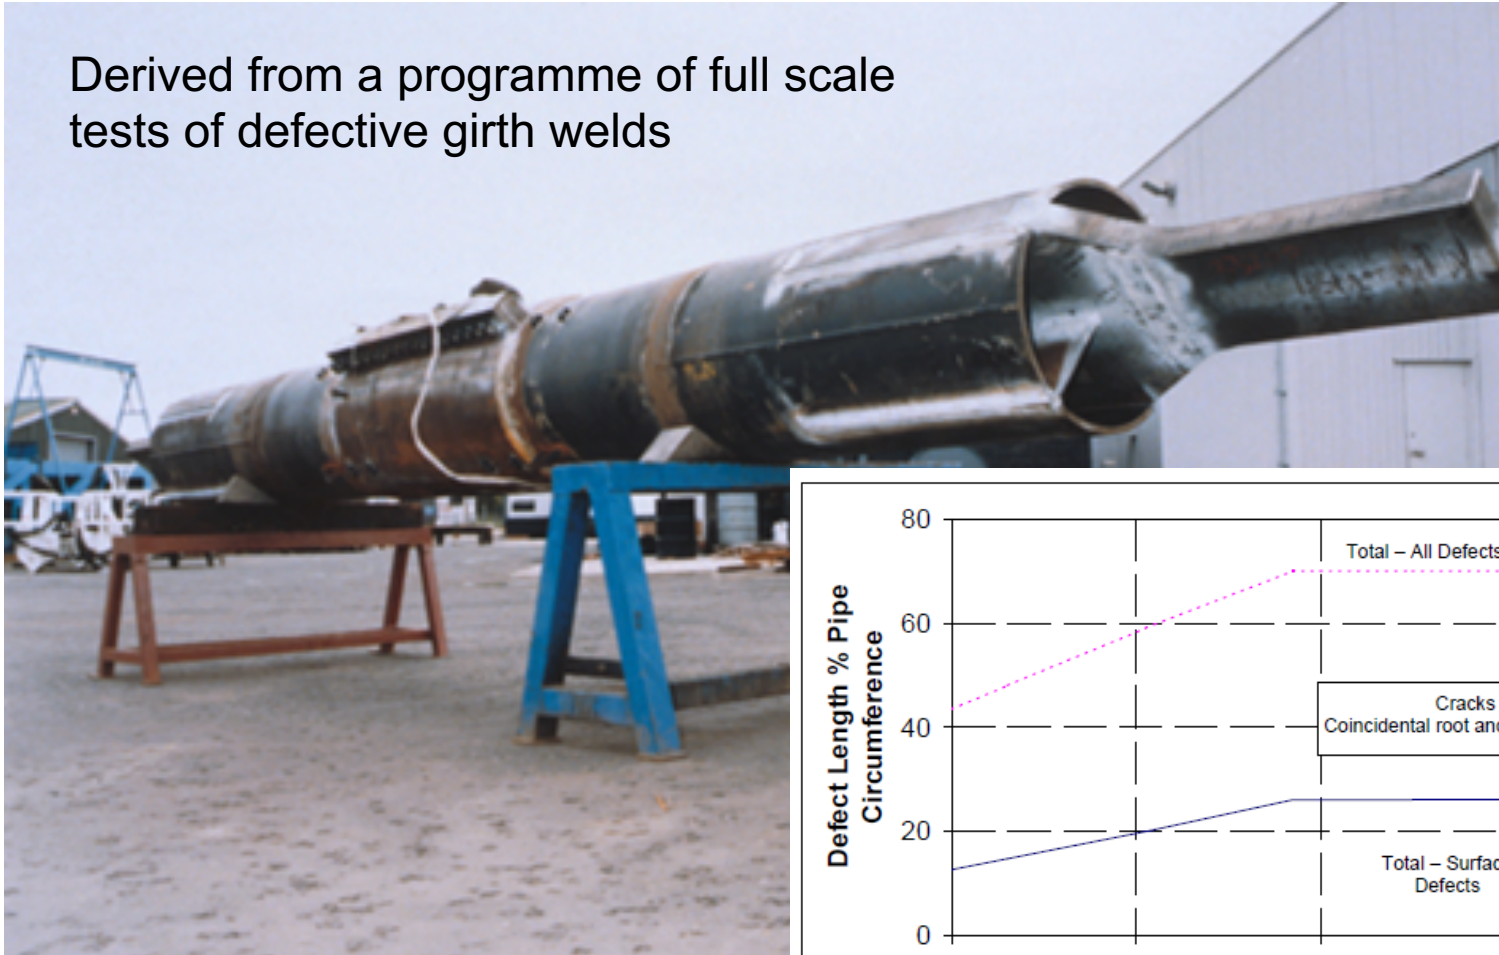 Derived from a programme of full scale
tests of defective girth welds
80
60
40
20
0
Defect Length % Pipe
Circumference
Total – All Defects
Cracks
Coincidental root and
Total – Surfac
Defects